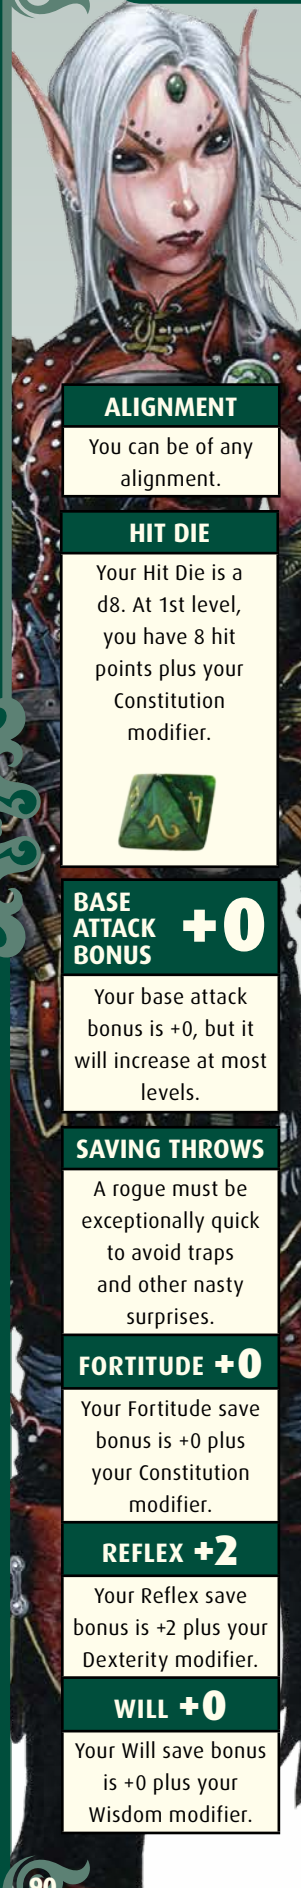 ALIGNMENT
You can be of any
alignment.
HIT DIE
Your Hit Die is a
d8. At 1st level,
you have 8 hit
points plus your
Constitution
modifier.
BASE
ATTACK
BONUS +0
Your base attack
bonus is +0, but it
will increase at most
levels.
SAVING THROWS
A rogue must be
exceptionally quick
to avoid traps
and other nasty
surprises.
FORTITUDE +0
Your Fortitude save
bonus is +0 plus
your Constitution
modifier.
REFLEX +2
Your Reflex save
bonus is +2 plus your
Dexterity modifier.
WILL +0
Your Will save bonus
is +0 plus your
Wisdom modifier.